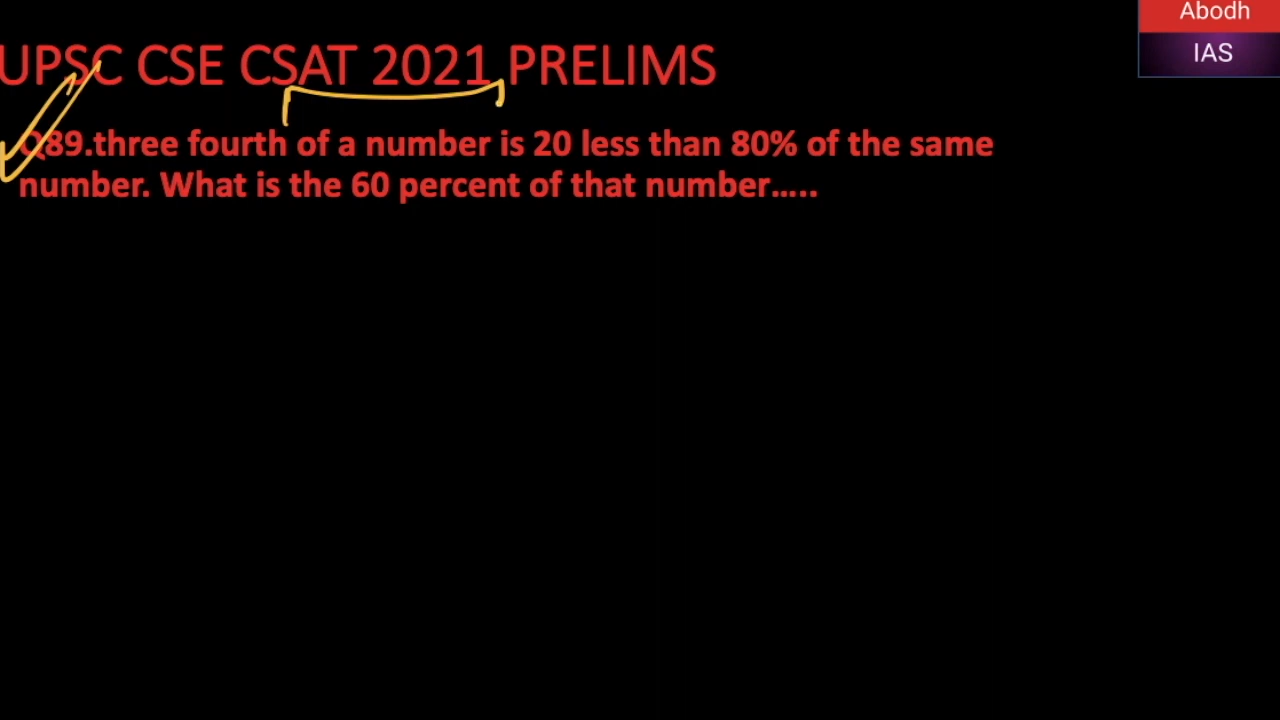 UPSC CSE CSAT 2021 PRELIMS
Abodh
IAS
Q89.three fourth of a number is 20 less than 80% of the same
number. What is the 60 percent of that number.....